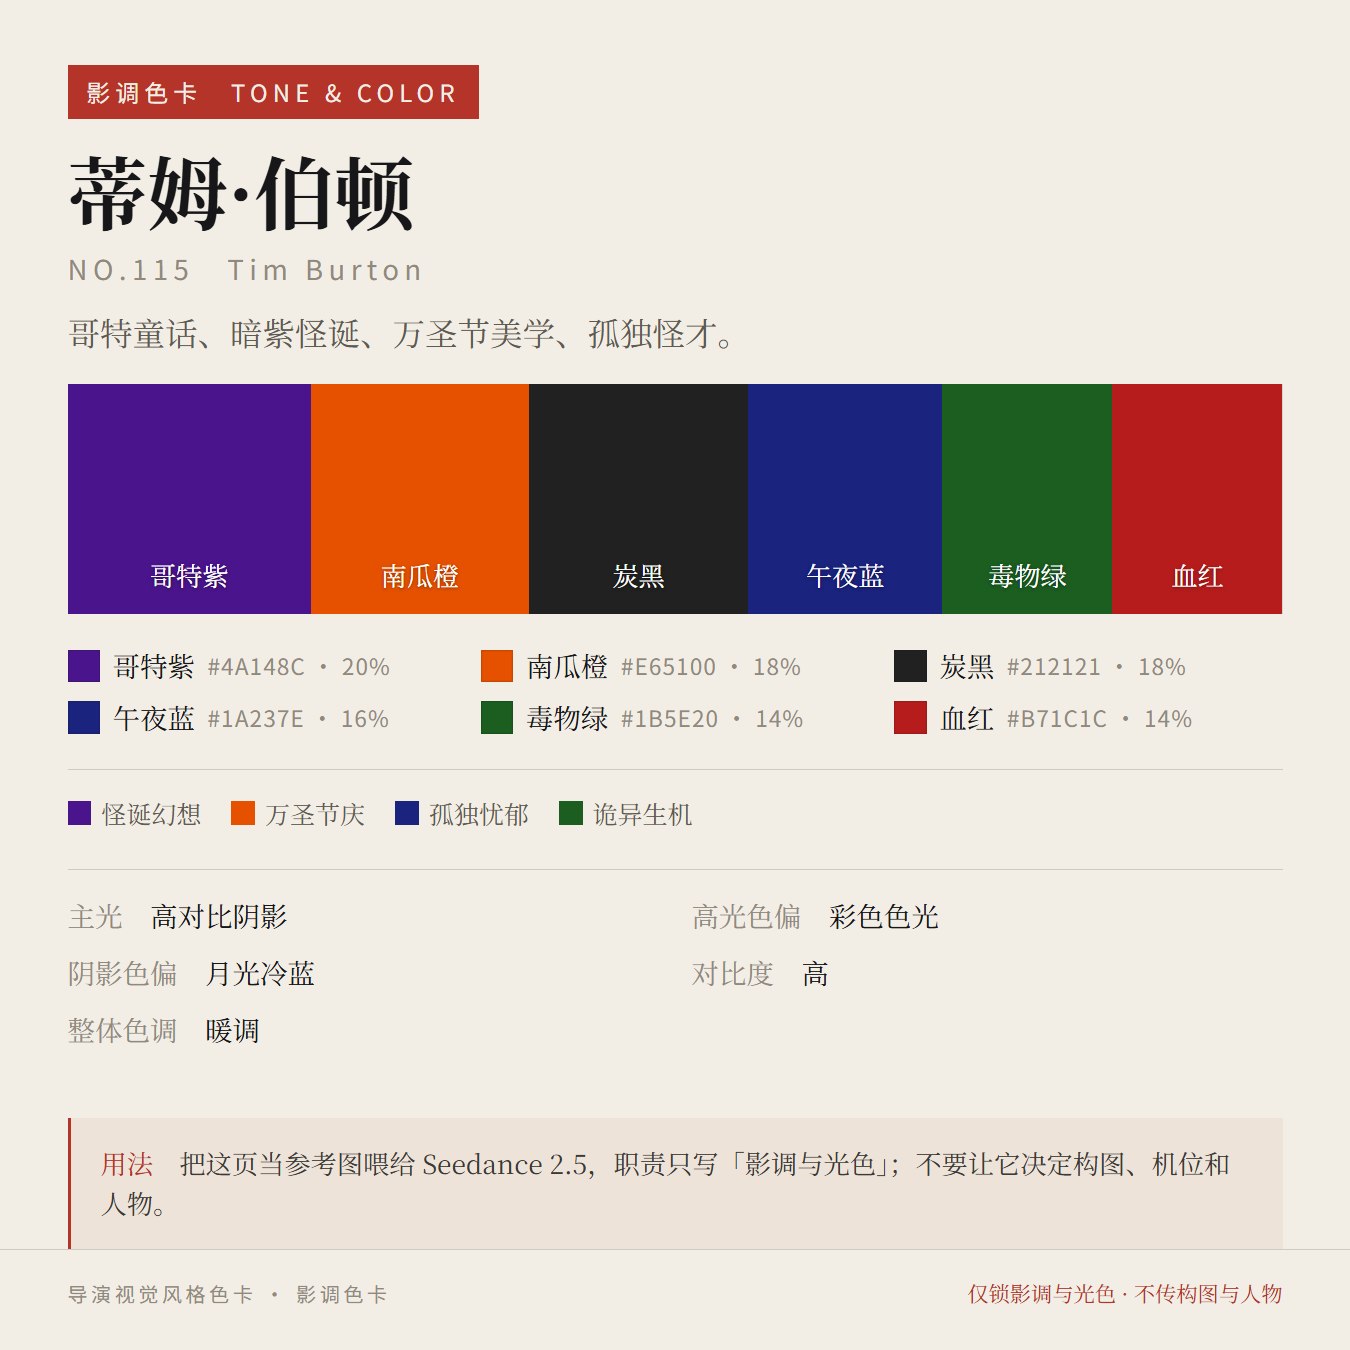 影调色卡 TONE & COLOR
蒂姆·伯顿
NO.115 Tim Burton
哥特童话、暗紫怪诞、万圣节美学、孤独怪才。
哥特紫 南瓜橙 炭黑 午夜蓝 毒物绿 血红
哥特紫 #4A148C · 20% 南瓜橙 #E65100 · 18% 炭黑 #212121 · 18%
午夜蓝 #1A237E · 16% 毒物绿 #1B5E20 · 14% 血红 #B71C1C · 14%
怪诞幻想 万圣节庆 孤独忧郁 诡异生机
主光 高对比阴影 高光色偏 彩色色光
阴影色偏 月光冷蓝 对比度 高
整体色调 暖调
用法 把这页当参考图喂给 Seedance 2.5，职责只写「影调与光色」；不要让它决定构图、机位和
人物。
导演视觉风格色卡 · 影调色卡 仅锁影调与光色 · 不传构图与人物